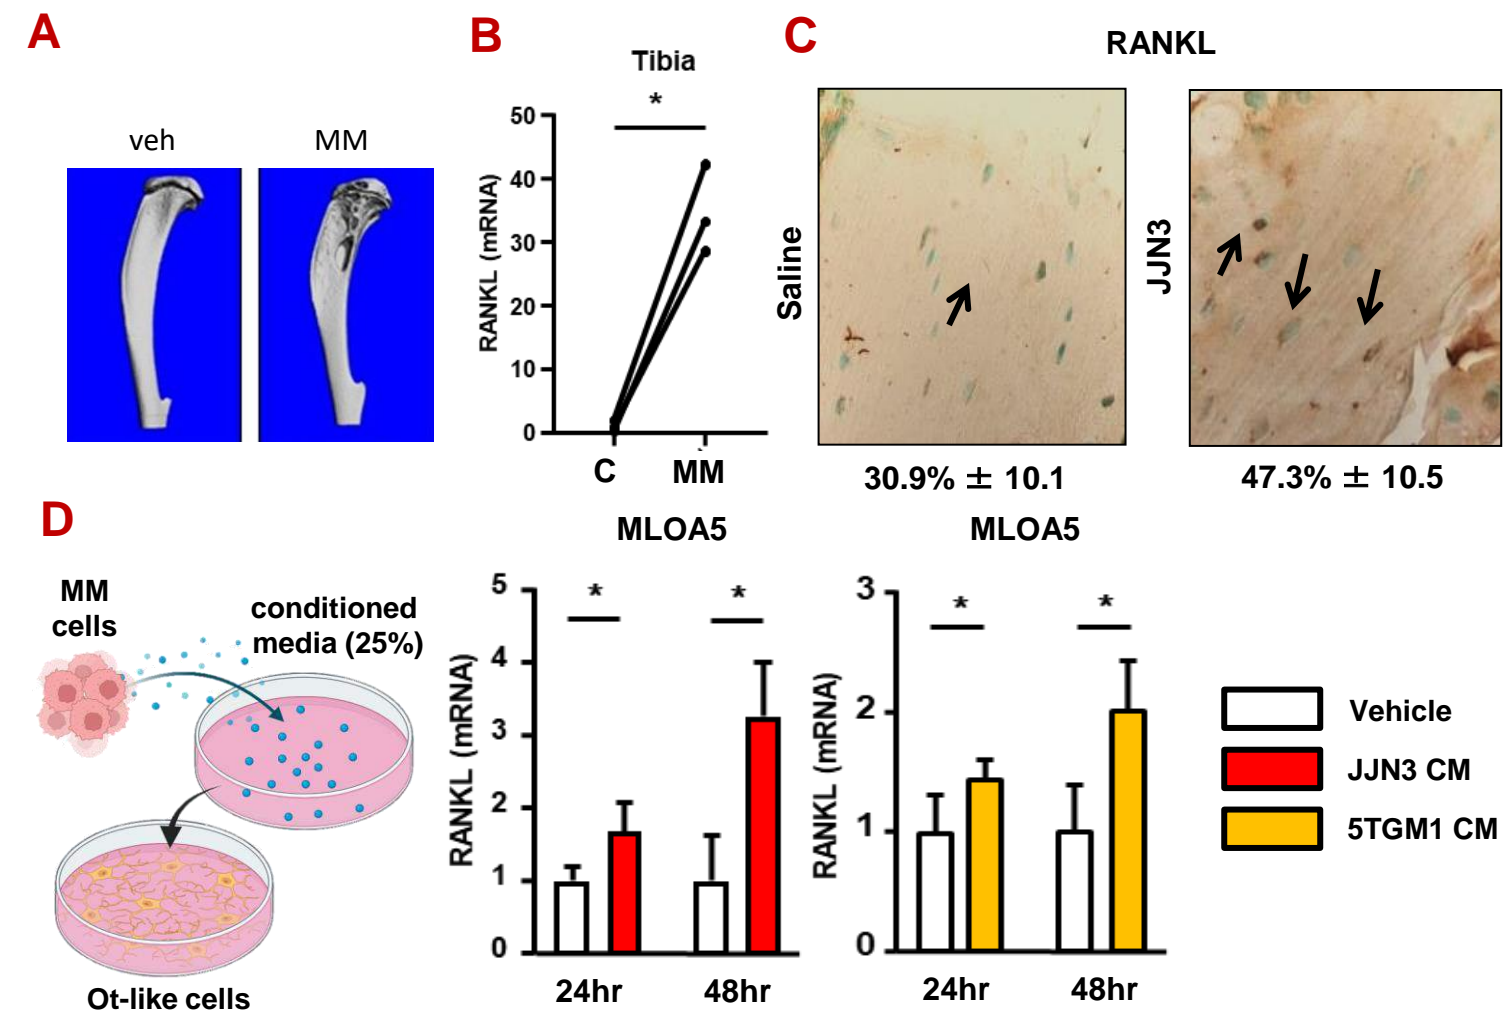 A
veh
MM
B
Tibia
*
RANKL (mRNA)
50
40
30
20
10
0
C
MM
C
RANKL
Saline
JJN3
30.9% ± 10.1
47.3% ± 10.5
D
MM
cells
conditioned
media (25%)
Ot-like cells
MLOA5
RANKL (mRNA)
5
4
3
2
1
0
*
*
24hr
48hr
MLOA5
RANKL (mRNA)
3
2
1
0
*
*
24hr
48hr
Vehicle
JJN3 CM
5TGM1 CM